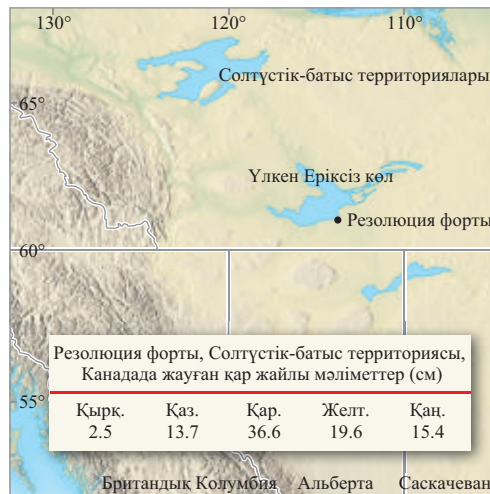 130° 120° 110°
Солтүстік-батыс территориялары
65°
Үлкен Еріксіз көл
Резолюция форты
60°
Резолюция форты, Солтүстік-батыс территориясы,
Канадада жауған қар жайлы мәліметтер (см)
Қырқ. Қаз. Қар. Желт. Қаң.
2.5 13.7 36.6 19.6 15.4
55°
Британдық Колумбия Альберта Саскачеван